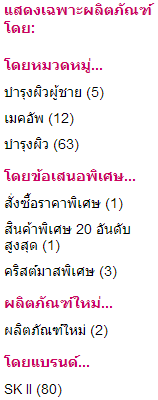 แสดงเฉพาะผลิตภัณฑ์
โดย:
โดยหมวดหมู่...
บำรุงผิวผู้ชาย (5)
เมคอัพ (12)
บำรุงผิว (63)
โดยข้อเสนอพิเศษ...
สั่งซื้อราคาพิเศษ (1)
สินค้าพิเศษ 20 อันดับ
สูงสุด (1)
คริสต์มาสพิเศษ (3)
ผลิตภัณฑ์ใหม่...
ผลิตภัณฑ์ใหม่ (2)
โดยแบรนด์...
SK II (80)